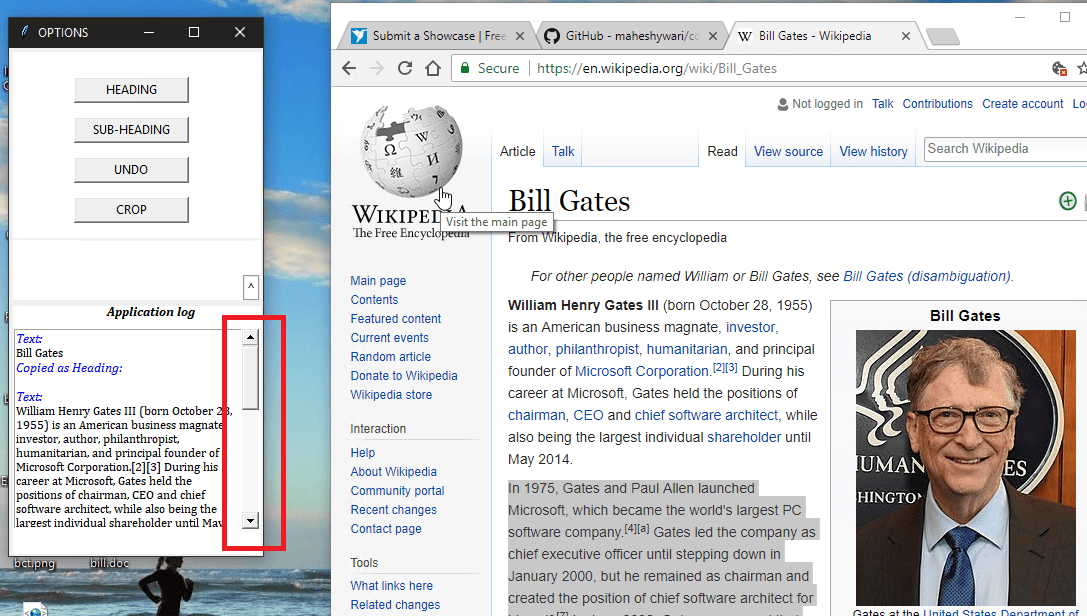 OPTIONS
HEADING
SUB-HEADING
UNDO
CROP
^
Application log
Text:
Bill Gates
Copied as Heading:
Text:
William Henry Gates III (born October 28,
1955) is an American business magnate,
investor, author, philanthropist,
humanitarian, and principal founder of
Microsoft Corporation.[2][3] During his
career at Microsoft, Gates held the
positions of chairman, CEO and chief
software architect, while also being the
largest individual shareholder until May
bct.png
bill.doc
Submit a Showcase | Free
GitHub - maheshywari/co
Bill Gates - Wikipedia
Secure
https://en.wikipedia.org/wiki/Bill_Gates
Not logged in Talk Contributions Create account Lo
Article Talk Read View source View history Search Wikipedia
WIKIPEDIA
The Free Encyclopedia
Visit the main page
Main page
Contents
Featured content
Current events
Random article
Donate to Wikipedia
Wikipedia store
Interaction
Help
About Wikipedia
Community portal
Recent changes
Contact page
Tools
What links here
Related changes
Bill Gates
From Wikipedia, the free encyclopedia
For other people named William or Bill Gates, see Bill Gates (disambiguation).
William Henry Gates III (born October 28, 1955)
is an American business magnate, investor,
author, philanthropist, humanitarian, and principal
founder of Microsoft Corporation.[2][3] During his
career at Microsoft, Gates held the positions of
chairman, CEO and chief software architect, while
also being the largest individual shareholder until
May 2014.
In 1975, Gates and Paul Allen launched
Microsoft, which became the world's largest PC
software company.[4][a] Gates led the company as
chief executive officer until stepping down in
January 2000, but he remained as chairman and
created the position of chief software architect for
Bill Gates
HUMAN
ES
HINGTON
Gates at the United States Department of